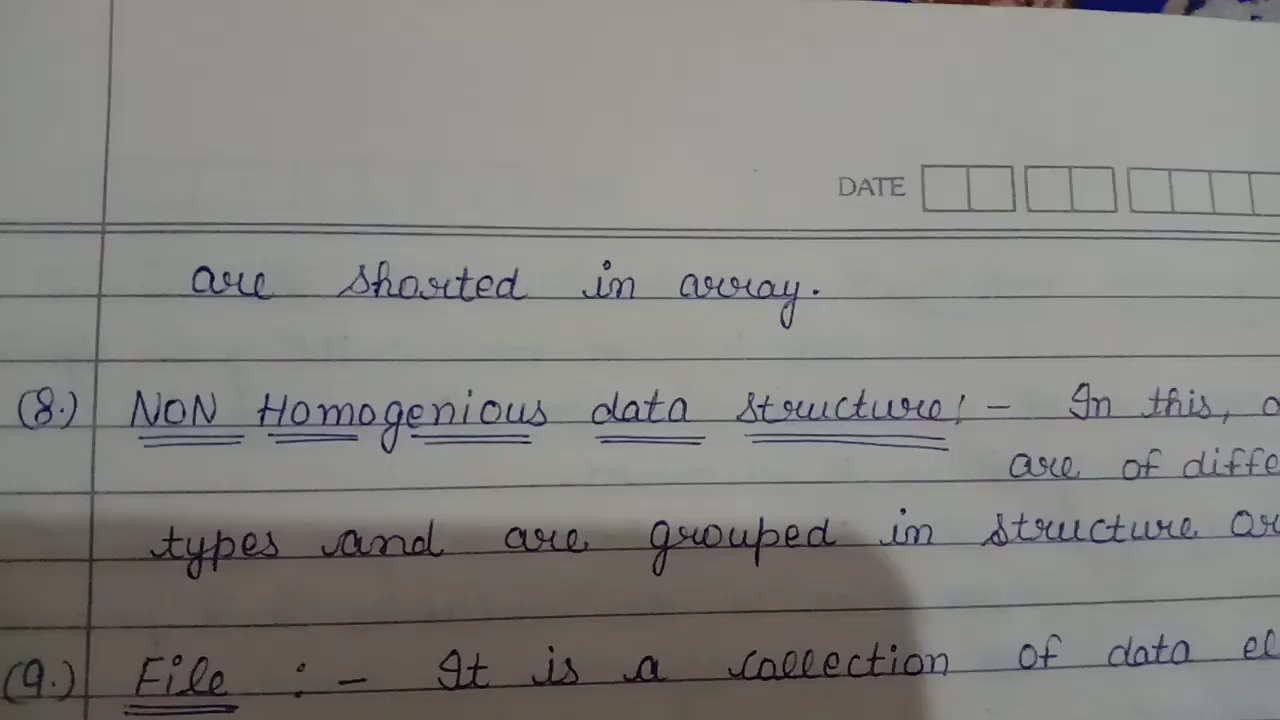 DATE
are shorted in array.
(8.) NON Homogenious data structure:- In this,
are of diffe
types and are grouped in structure or
(9.) File :- It is a collection of data el